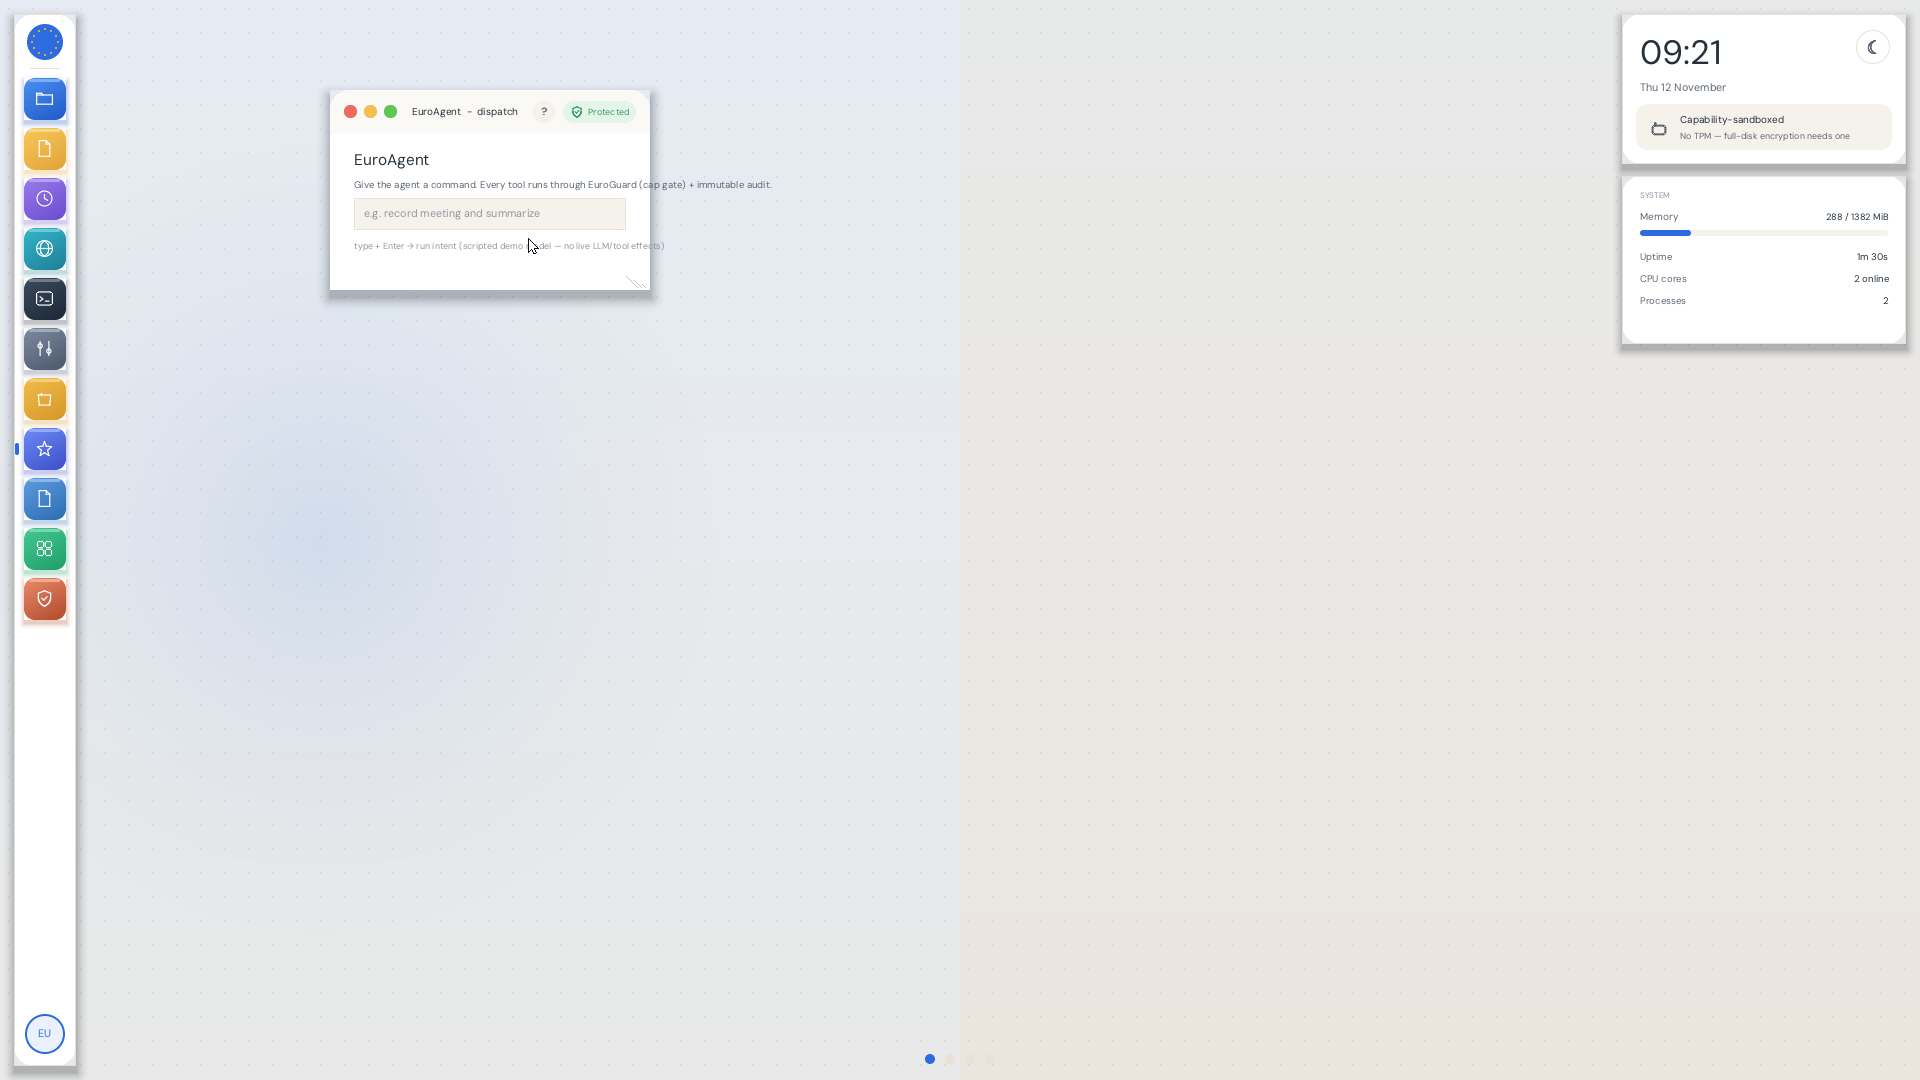 EuroAgent - dispatch
?
Protected
EuroAgent
Give the agent a command. Every tool runs through EuroGuard (cap gate) + immutable audit.
e.g. record meeting and summarize
type + Enter → run intent (scripted demo model — no live LLM/tool effects)
09:21
Thu 12 November
Capability-sandboxed
No TPM — full-disk encryption needs one
SYSTEM
Memory 288 / 1382 MiB
Uptime 1m 30s
CPU cores 2 online
Processes 2
EU